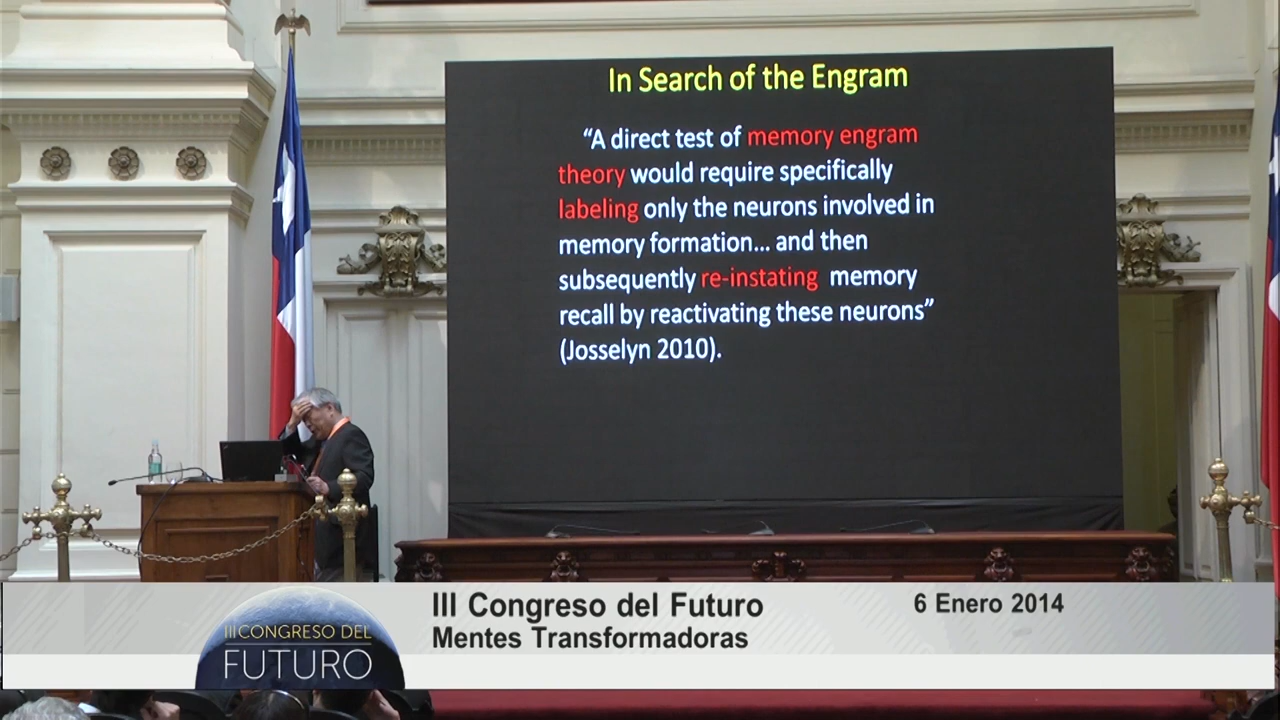 In Search of the Engram
“A direct test of memory engram
theory would require specifically
labeling only the neurons involved in
memory formation... and then
subsequently re-instating memory
recall by reactivating these neurons”
(Josselyn 2010).
III Congreso del Futuro
6 Enero 2014
Mentes Transformadoras
III CONGRESO DEL
FUTURO